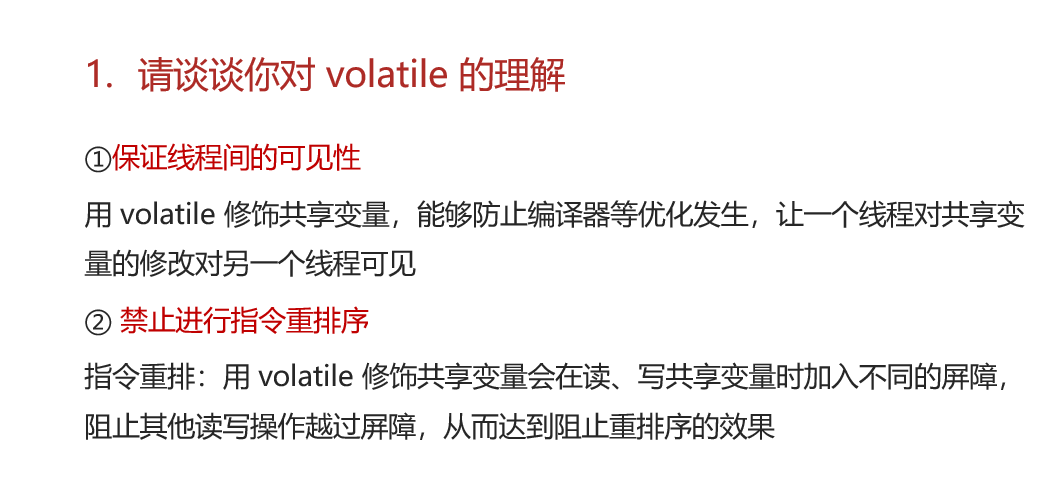 1. 请谈谈你对 volatile 的理解
①保证线程间的可见性
用 volatile 修饰共享变量，能够防止编译器等优化发生，让一个线程对共享变
量的修改对另一个线程可见
② 禁止进行指令重排序
指令重排：用 volatile 修饰共享变量会在读、写共享变量时加入不同的屏障，
阻止其他读写操作越过屏障，从而达到阻止重排序的效果